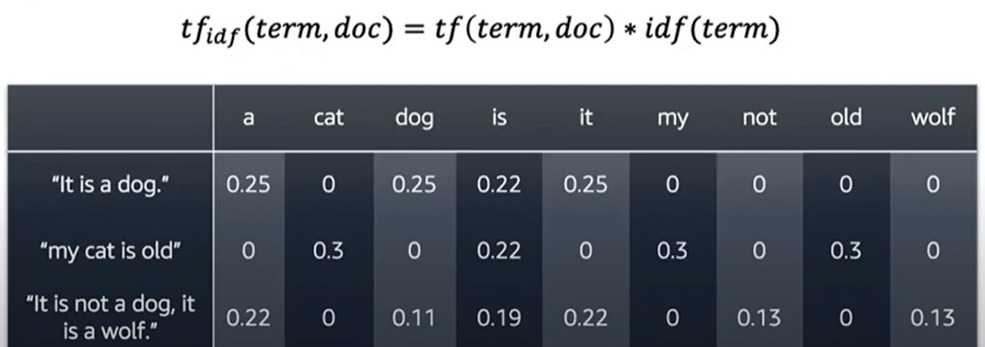 tfidf(term, doc) = tf(term, doc) * idf(term)
a cat dog is it my not old wolf
"It is a dog." 0.25 0 0.25 0.22 0.25 0 0 0 0
"my cat is old" 0 0.3 0 0.22 0 0.3 0 0.3 0
"It is not a dog, it
is a wolf." 0.22 0 0.11 0.19 0.22 0 0.13 0 0.13